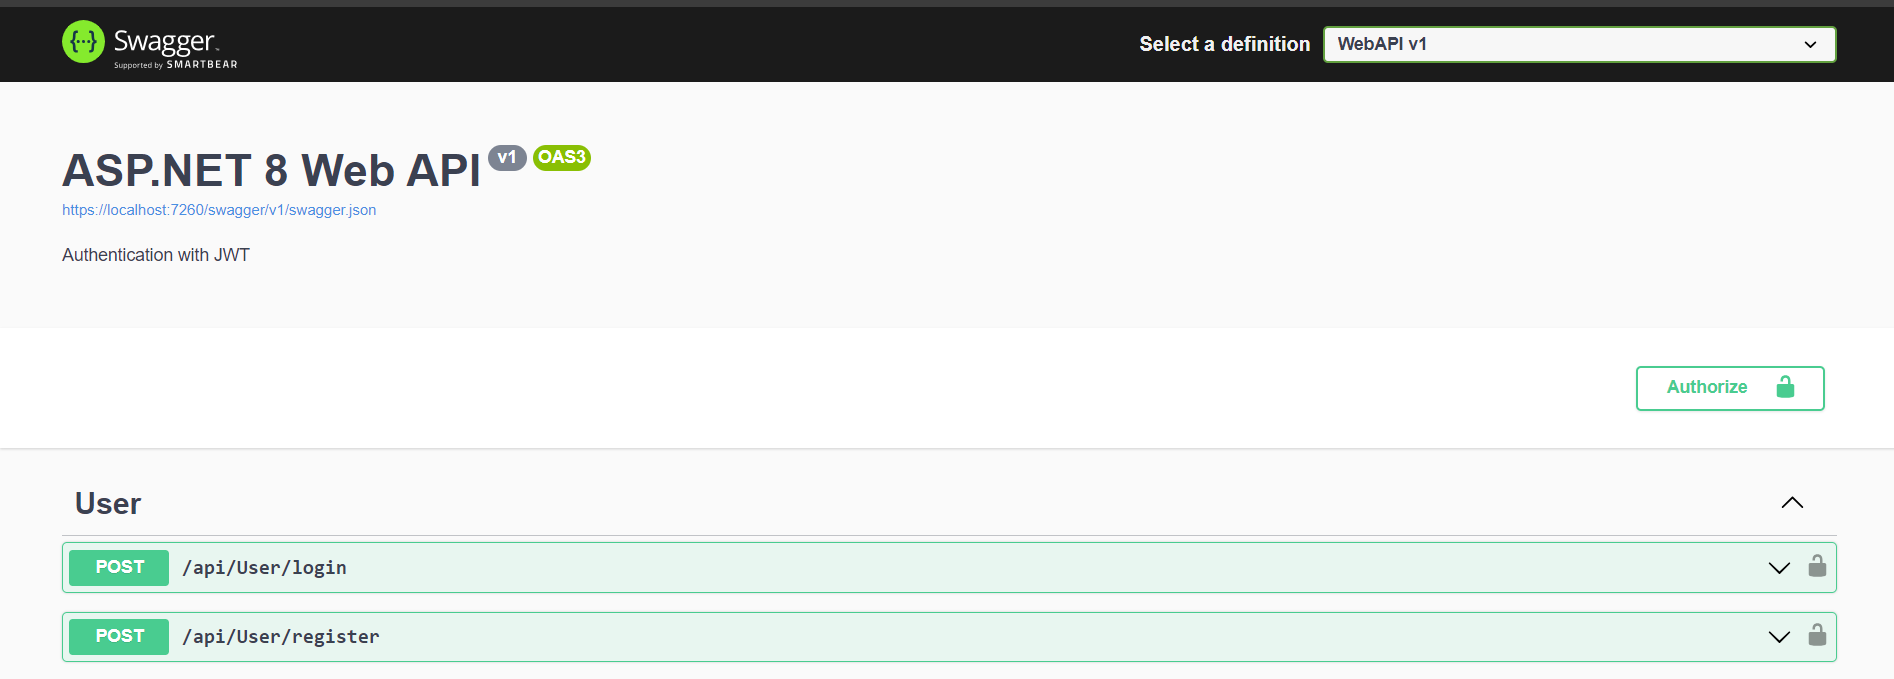 {···} Swagger™
Supported by SMARTBEAR
Select a definition
WebAPI v1
ASP.NET 8 Web API v1 OAS3
https://localhost:7260/swagger/v1/swagger.json
Authentication with JWT
Authorize
User
POST /api/User/login
POST /api/User/register